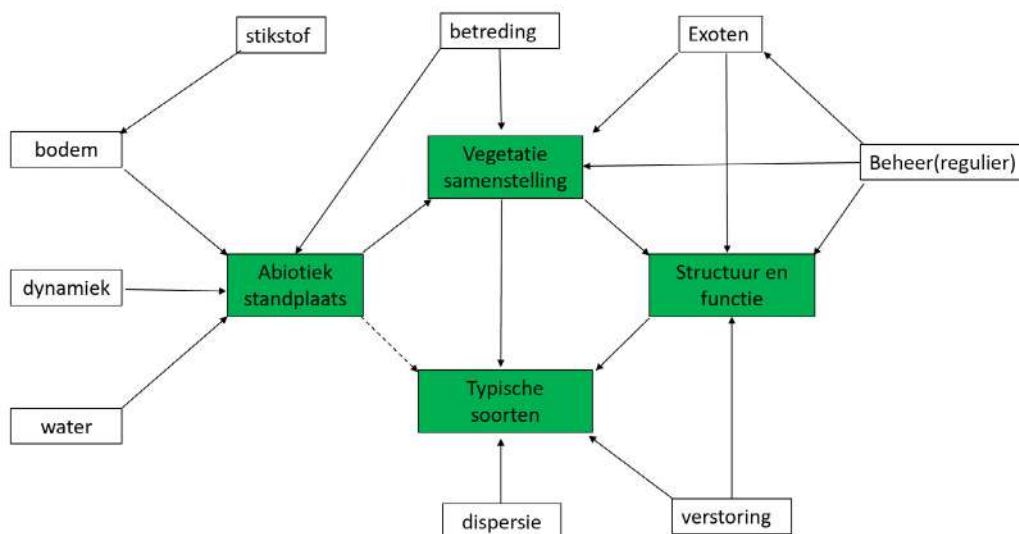 stikstof
betreding
Exoten
bodem
Vegetatie
samenstelling
Beheer(regulier)
dynamiek
Abiotiek
standplaats
Structuur en
functie
Typische
soorten
water
dispersie
verstoring